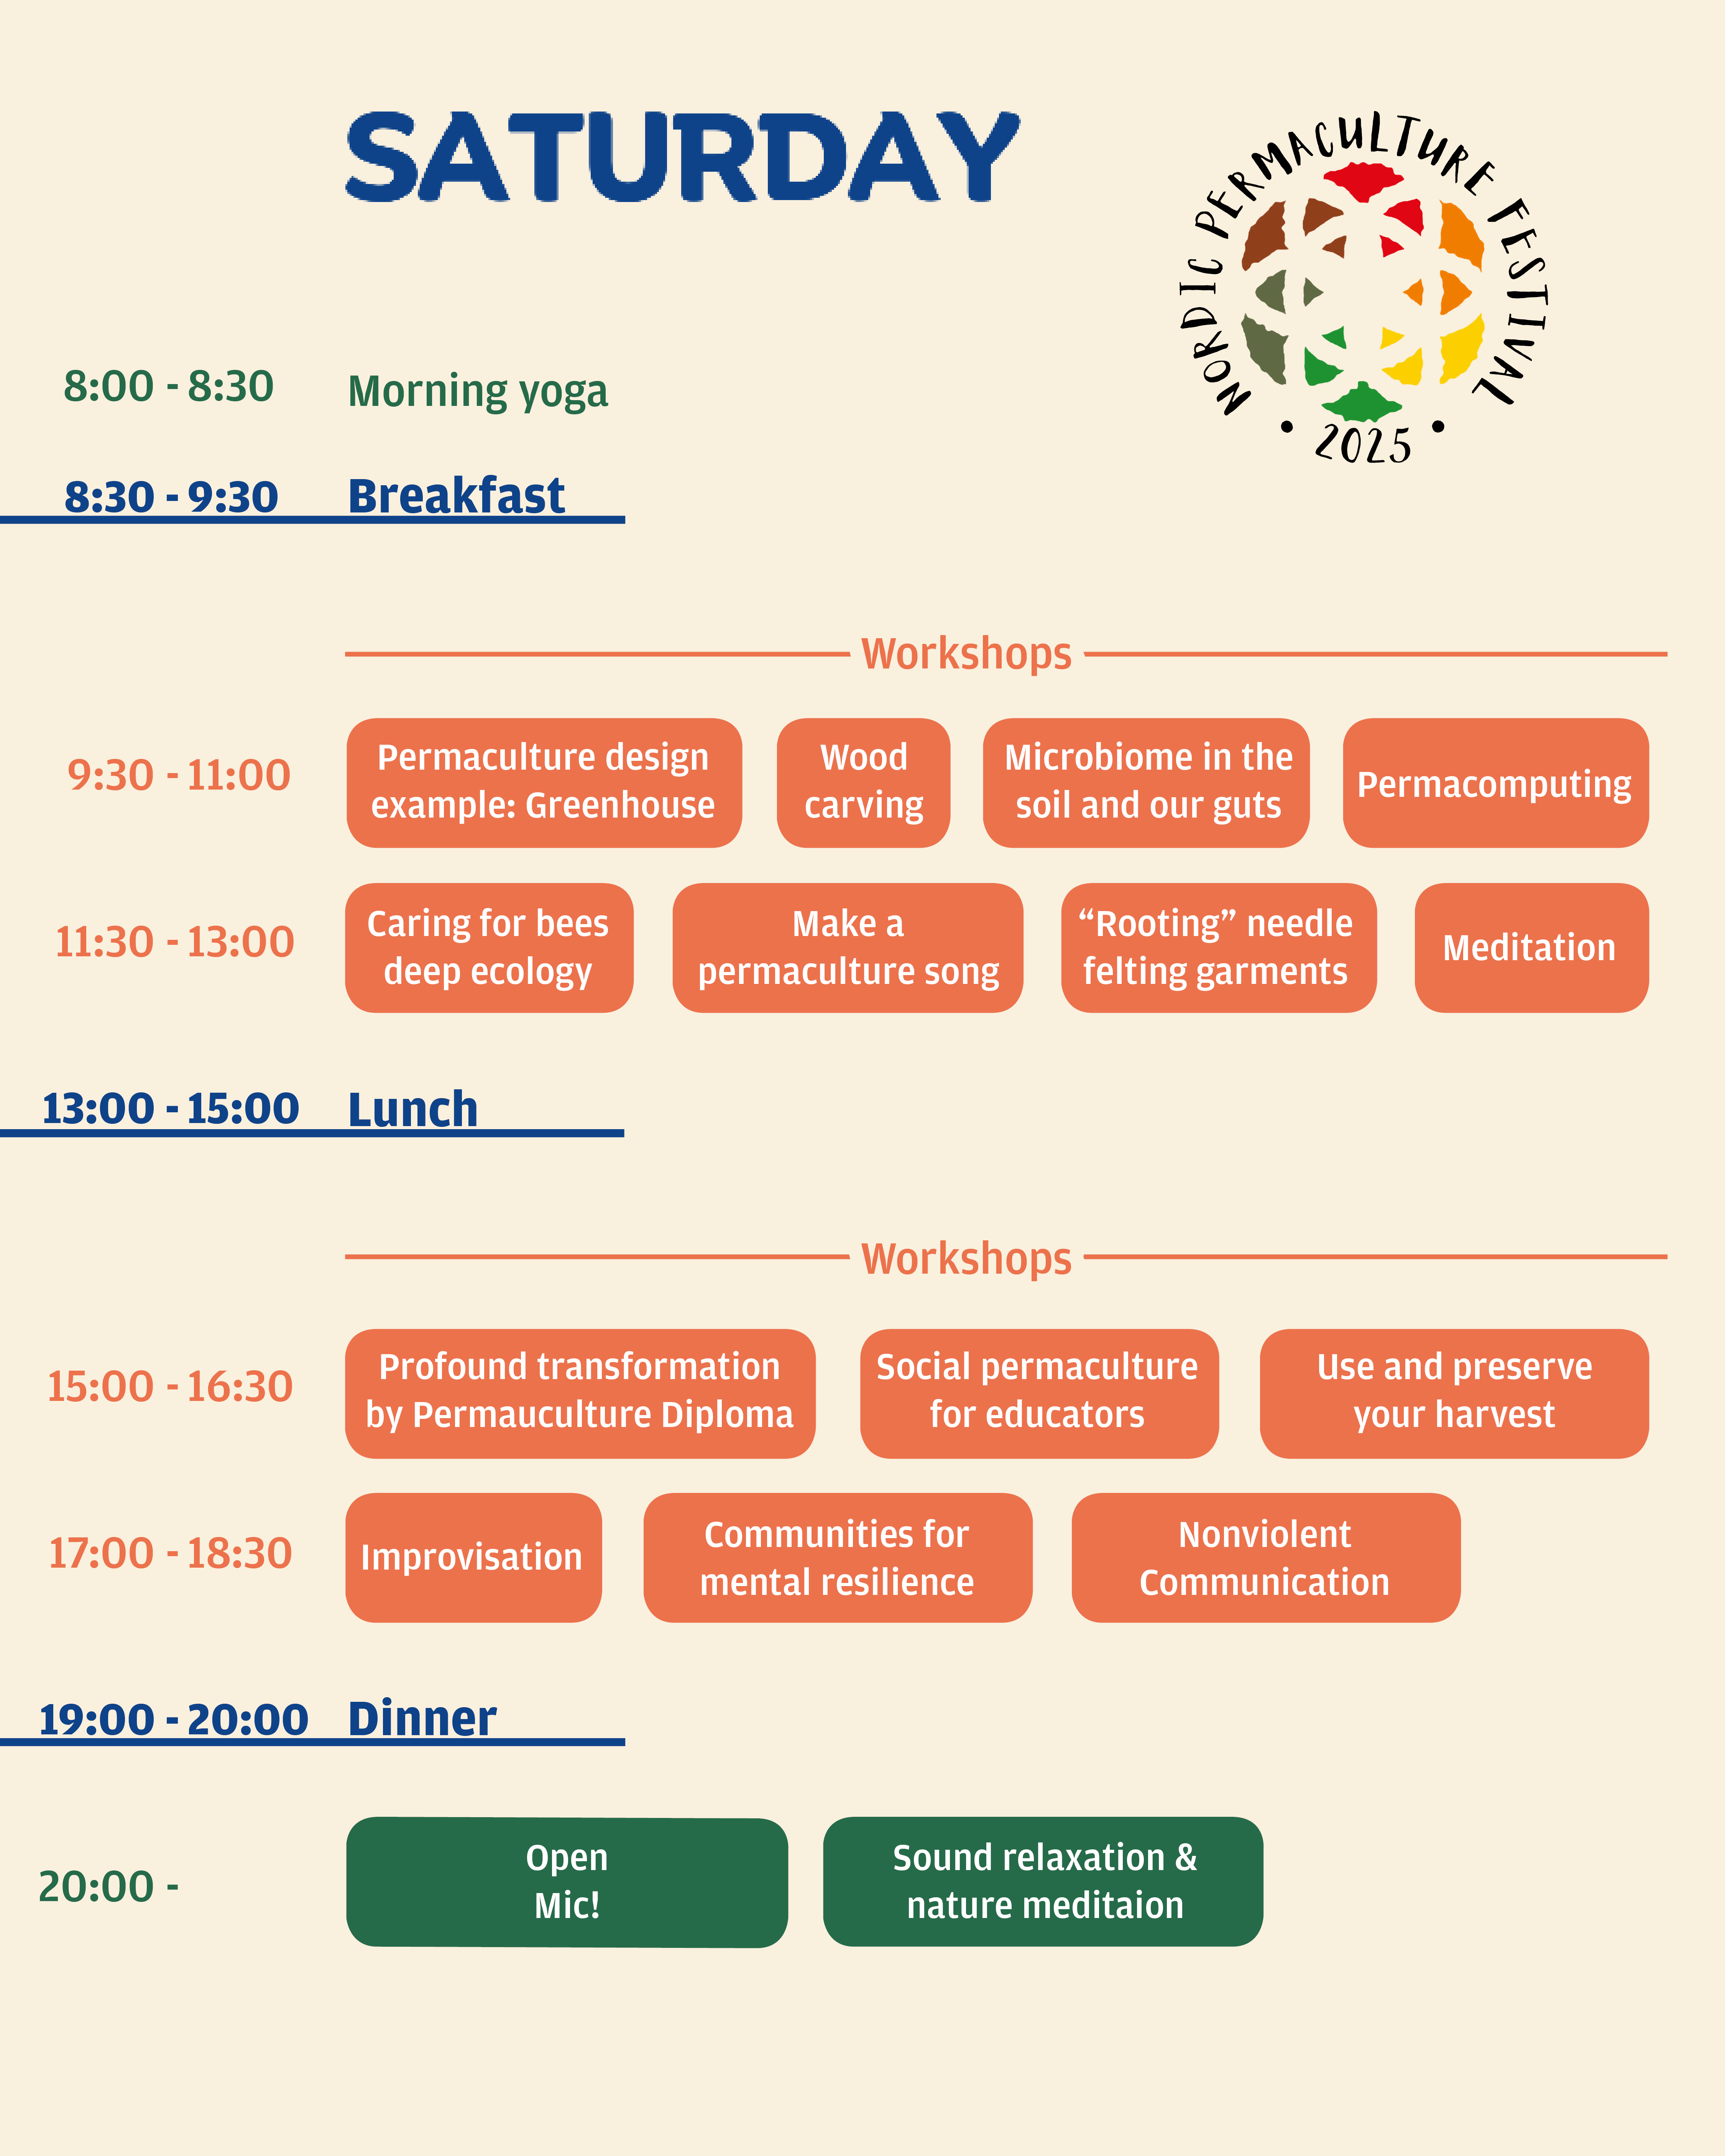 SATURDAY
NORDIC PERMACULTURE FESTIVAL
• 2025 •
8:00 - 8:30 Morning yoga
8:30 - 9:30 Breakfast
Workshops
9:30 - 11:00
Permaculture design
example: Greenhouse
Wood
carving
Microbiome in the
soil and our guts
Permacomputing
11:30 - 13:00
Caring for bees
deep ecology
Make a
permaculture song
“Rooting” needle
felting garments
Meditation
13:00 - 15:00 Lunch
Workshops
15:00 - 16:30
Profound transformation
by Permauculture Diploma
Social permaculture
for educators
Use and preserve
your harvest
17:00 - 18:30
Improvisation
Communities for
mental resilience
Nonviolent
Communication
19:00 - 20:00 Dinner
20:00 -
Open
Mic!
Sound relaxation &
nature meditaion